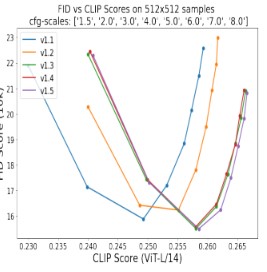 FID vs CLIP Scores on 512x512 samples
cfg-scales: ['1.5', '2.0', '3.0', '4.0', '5.0', '6.0', '7.0', '8.0']
23
22
21
20
19
18
17
16
v1.1
v1.2
v1.3
v1.4
v1.5
0.230 0.235 0.240 0.245 0.250 0.255 0.260 0.265
CLIP Score (ViT-L/14)